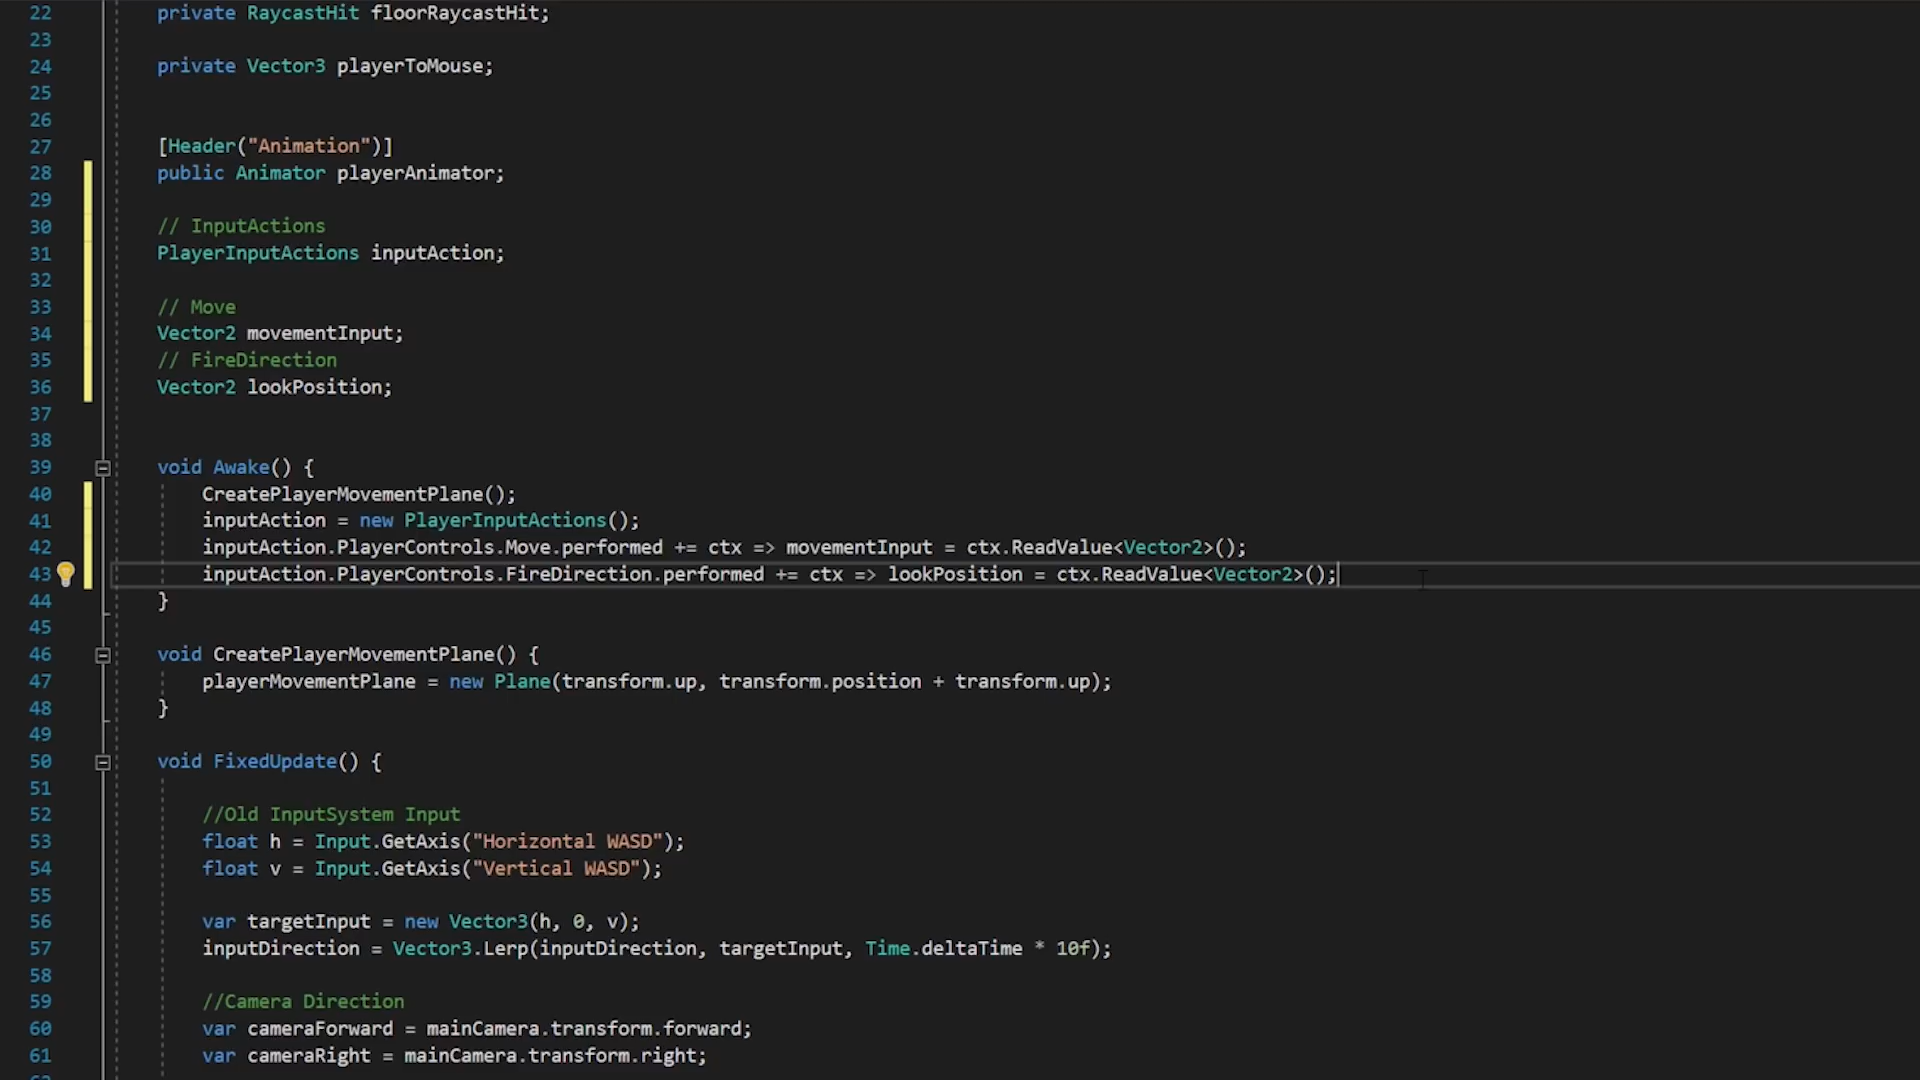 22 private RaycastHit floorRaycastHit;
23
24 private Vector3 playerToMouse;
25
26
27 [Header("Animation")]
28 public Animator playerAnimator;
29
30 // InputActions
31 PlayerInputActions inputAction;
32
33 // Move
34 Vector2 movementInput;
35 // FireDirection
36 Vector2 lookPosition;
37
38
39 void Awake() {
40 CreatePlayerMovementPlane();
41 inputAction = new PlayerInputActions();
42 inputAction.PlayerControls.Move.performed += ctx => movementInput = ctx.ReadValue<Vector2>();
43 inputAction.PlayerControls.FireDirection.performed += ctx => lookPosition = ctx.ReadValue<Vector2>();
44 }
45
46 void CreatePlayerMovementPlane() {
47 playerMovementPlane = new Plane(transform.up, transform.position + transform.up);
48 }
49
50 void FixedUpdate() {
51
52 //Old InputSystem Input
53 float h = Input.GetAxis("Horizontal WASD");
54 float v = Input.GetAxis("Vertical WASD");
55
56 var targetInput = new Vector3(h, 0, v);
57 inputDirection = Vector3.Lerp(inputDirection, targetInput, Time.deltaTime * 10f);
58
59 //Camera Direction
60 var cameraForward = mainCamera.transform.forward;
61 var cameraRight = mainCamera.transform.right;